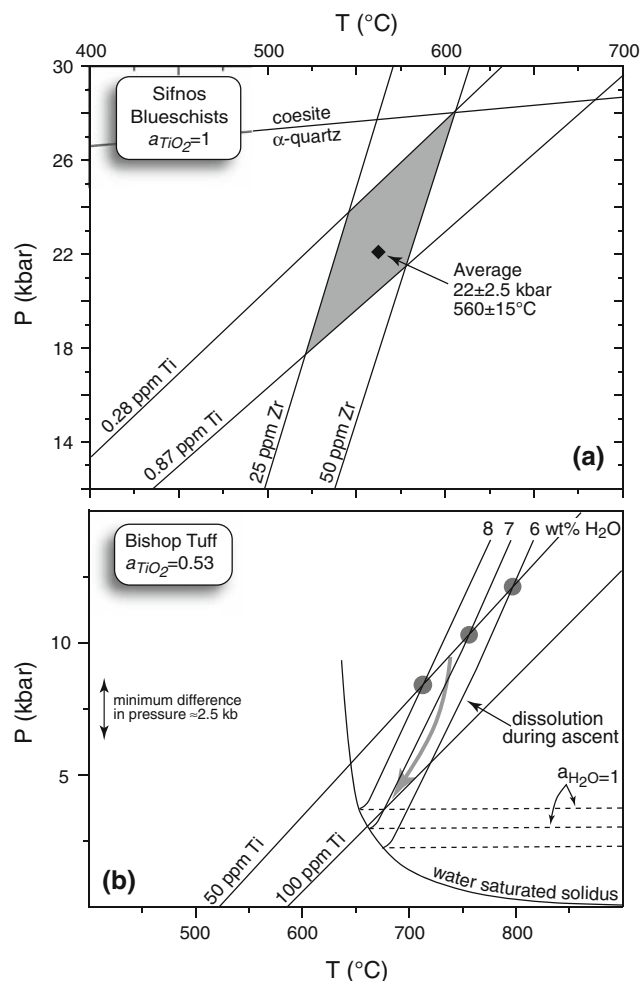 T (°C)
400
500
600
700
30
26
22
18
14
P (kbar)
Sifnos
Blueschists
aTiO2=1
coesite
α-quartz
Average
22±2.5 kbar
560±15°C
0.28 ppm Ti
0.87 ppm Ti
25 ppm Zr
50 ppm Zr
(a)
Bishop Tuff
aTiO2=0.53
8 7 6 wt% H2O
10
5
P (kbar)
minimum difference
in pressure ≈2.5 kb
dissolution
during ascent
aH2O=1
50 ppm Ti
100 ppm Ti
water saturated solidus
(b)
500
600
700
800
T (°C)